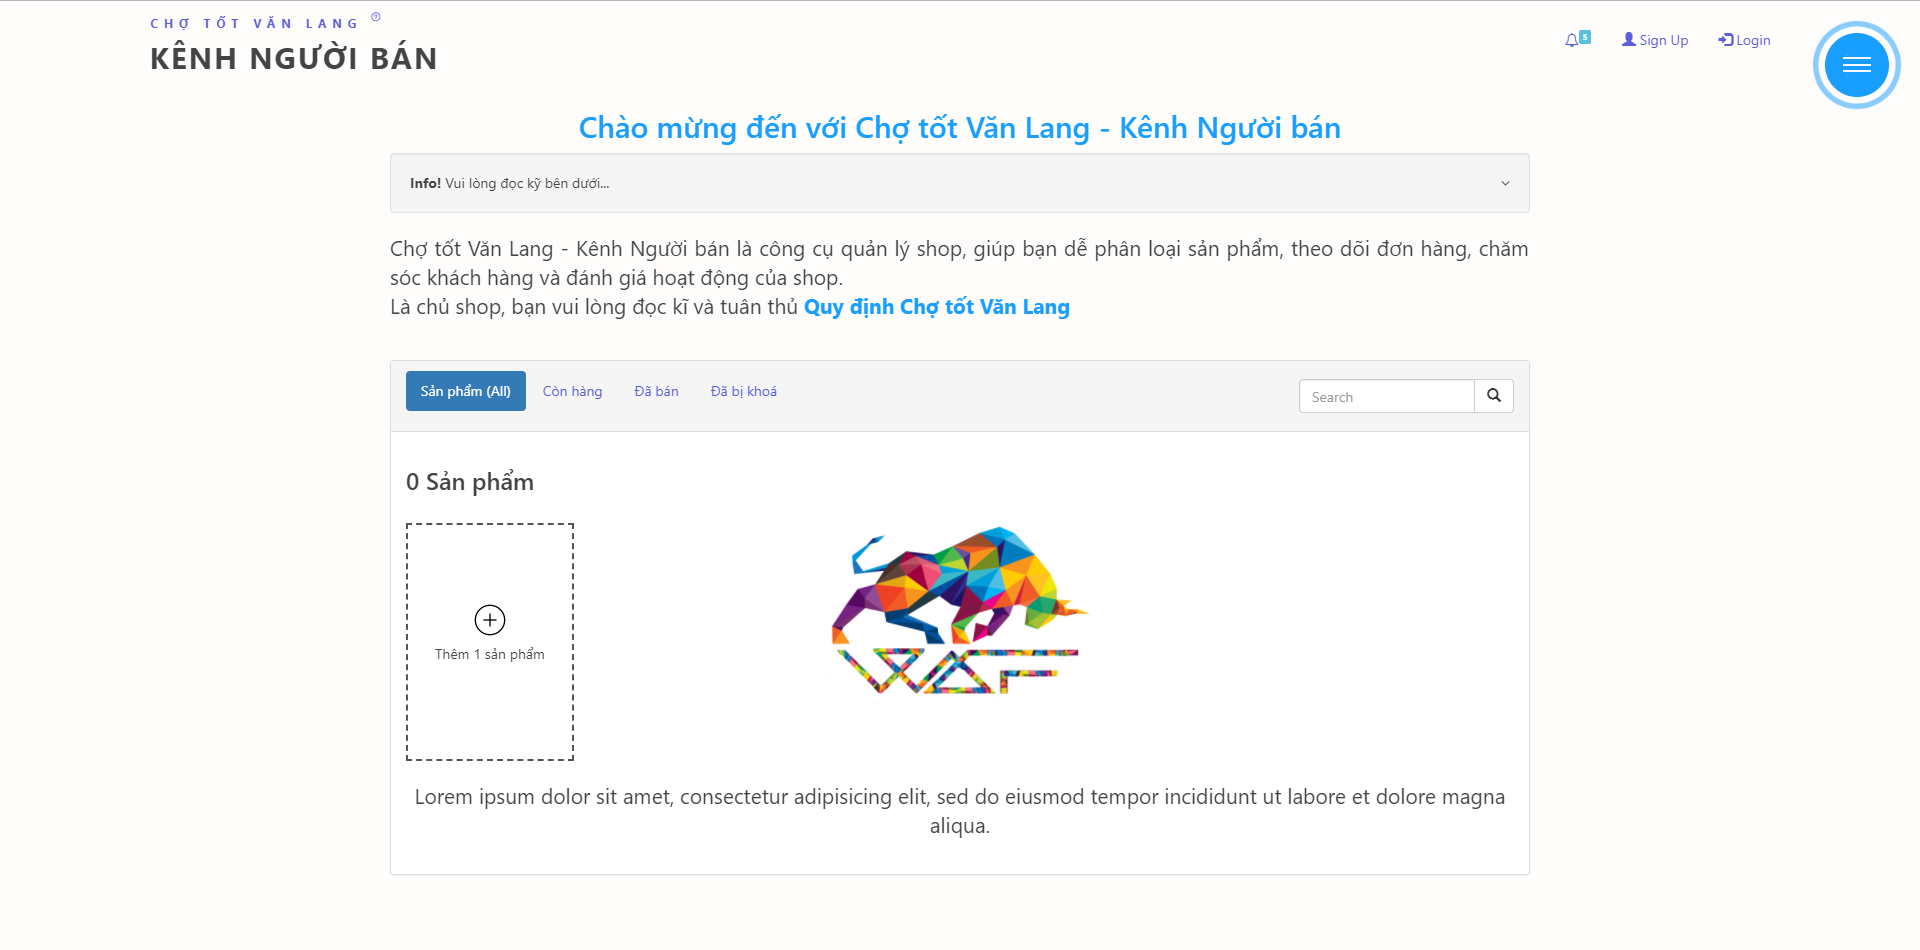 CHỢ TỐT VĂN LANG
KÊNH NGƯỜI BÁN
5
Sign Up
Login
Chào mừng đến với Chợ tốt Văn Lang - Kênh Người bán
Info! Vui lòng đọc kỹ bên dưới...
Chợ tốt Văn Lang - Kênh Người bán là công cụ quản lý shop, giúp bạn dễ phân loại sản phẩm, theo dõi đơn hàng, chăm
sóc khách hàng và đánh giá hoạt động của shop.
Là chủ shop, bạn vui lòng đọc kĩ và tuân thủ Quy định Chợ tốt Văn Lang
Sản phẩm (All) Còn hàng Đã bán Đã bị khoá Search
0 Sản phẩm
Thêm 1 sản phẩm
Lorem ipsum dolor sit amet, consectetur adipisicing elit, sed do eiusmod tempor incididunt ut labore et dolore magna
aliqua.